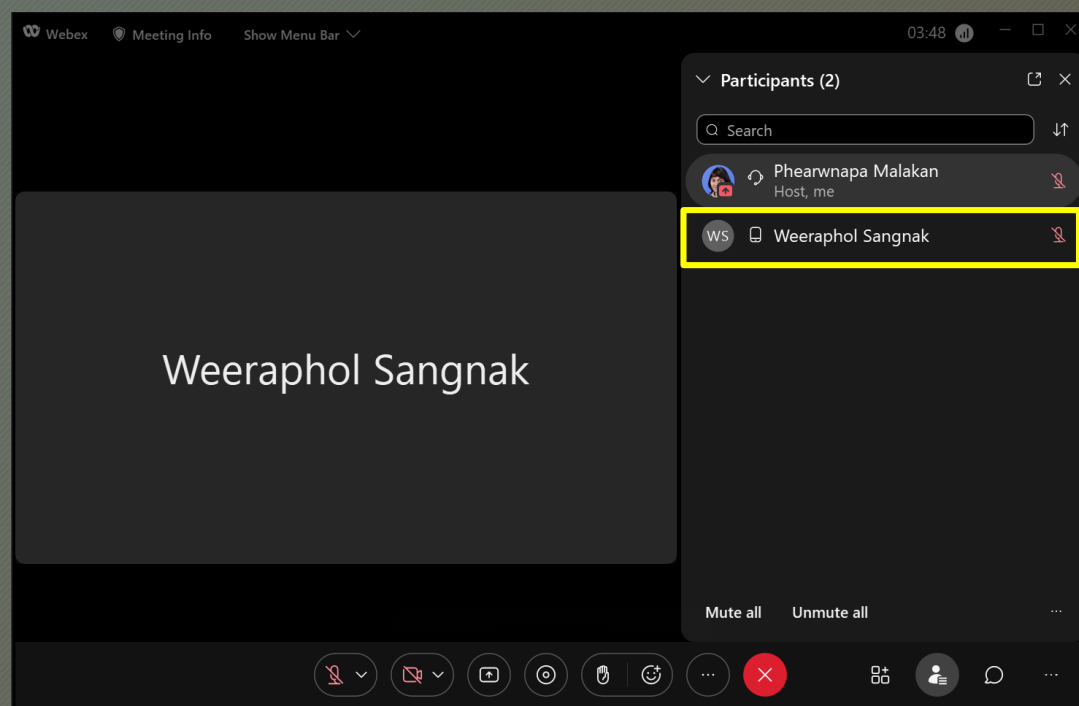 Webex Meeting Info Show Menu Bar 03:48
Participants (2)
Search
Phearwnapa Malakan
Host, me
WS Weeraphol Sangnak
Weeraphol Sangnak
Mute all Unmute all